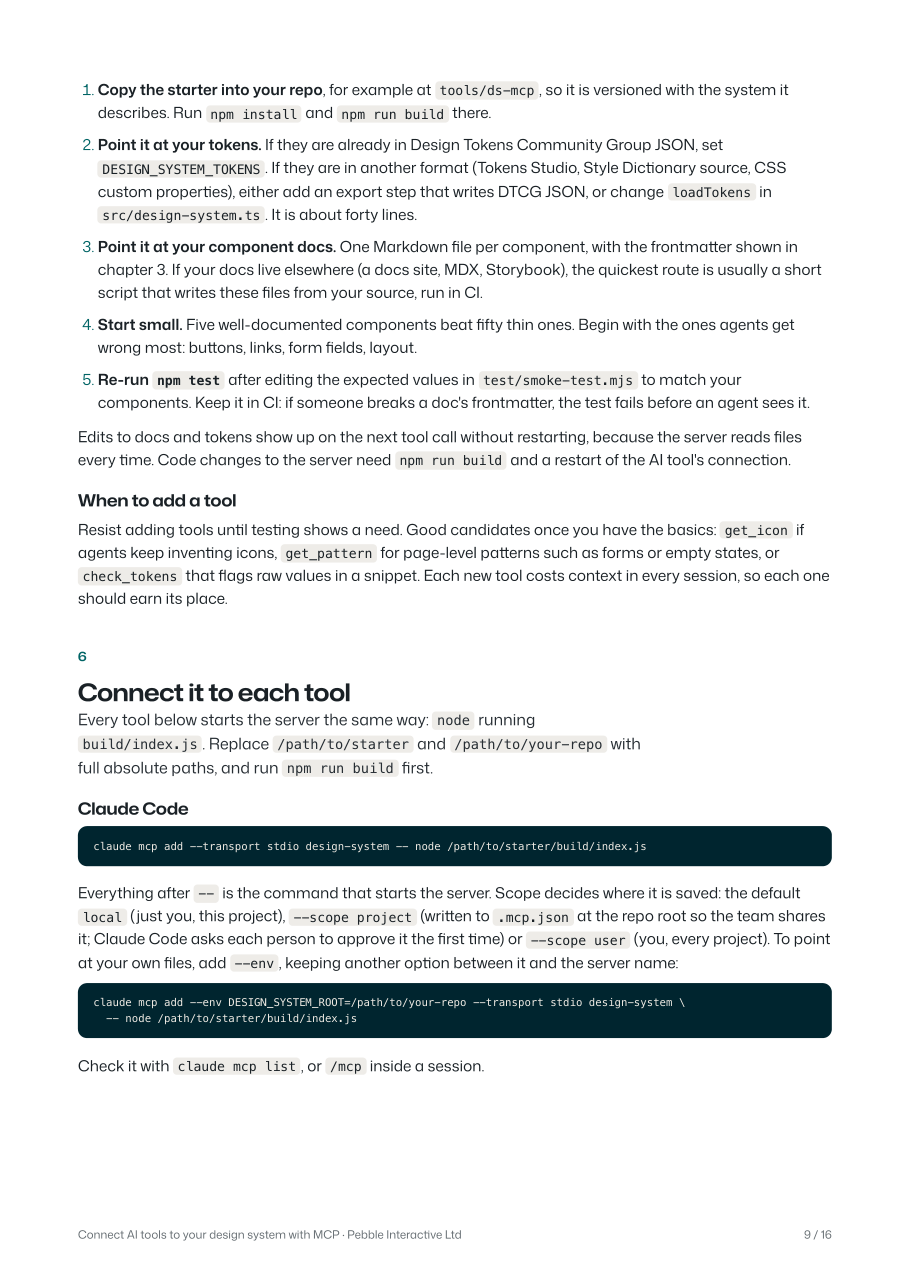 1. Copy the starter into your repo, for example at tools/ds-mcp, so it is versioned with the system it
describes. Run npm install and npm run build there.
2. Point it at your tokens. If they are already in Design Tokens Community Group JSON, set
DESIGN_SYSTEM_TOKENS. If they are in another format (Tokens Studio, Style Dictionary source, CSS
custom properties), either add an export step that writes DTCG JSON, or change loadTokens in
src/design-system.ts. It is about forty lines.
3. Point it at your component docs. One Markdown file per component, with the frontmatter shown in
chapter 3. If your docs live elsewhere (a docs site, MDX, Storybook), the quickest route is usually a short
script that writes these files from your source, run in CI.
4. Start small. Five well-documented components beat fifty thin ones. Begin with the ones agents get
wrong most: buttons, links, form fields, layout.
5. Re-run npm test after editing the expected values in test/smoke-test.mjs to match your
components. Keep it in CI: if someone breaks a doc's frontmatter, the test fails before an agent sees it.
Edits to docs and tokens show up on the next tool call without restarting, because the server reads files
every time. Code changes to the server need npm run build and a restart of the AI tool's connection.
When to add a tool
Resist adding tools until testing shows a need. Good candidates once you have the basics: get_icon if
agents keep inventing icons, get_pattern for page-level patterns such as forms or empty states, or
check_tokens that flags raw values in a snippet. Each new tool costs context in every session, so each one
should earn its place.
6
Connect it to each tool
Every tool below starts the server the same way: node running
build/index.js. Replace /path/to/starter and /path/to/your-repo with
full absolute paths, and run npm run build first.
Claude Code
claude mcp add --transport stdio design-system -- node /path/to/starter/build/index.js
Everything after -- is the command that starts the server. Scope decides where it is saved: the default
local (just you, this project), --scope project (written to .mcp.json at the repo root so the team shares
it; Claude Code asks each person to approve it the first time) or --scope user (you, every project). To point
at your own files, add --env, keeping another option between it and the server name:
claude mcp add --env DESIGN_SYSTEM_ROOT=/path/to/your-repo --transport stdio design-system \
-- node /path/to/starter/build/index.js
Check it with claude mcp list, or /mcp inside a session.
Connect AI tools to your design system with MCP · Pebble Interactive Ltd
9 / 16